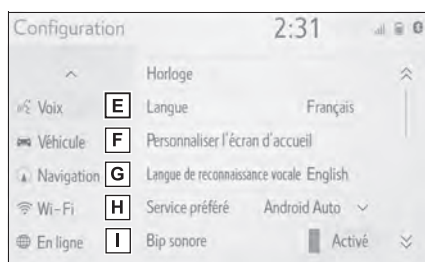 Configuration 2:31
Horloge
Voix E Langue Français
Véhicule F Personnaliser l'écran d'accueil
Navigation G Langue de reconnaissance vocale English
Wi-Fi H Service préféré Android Auto
En ligne I Bip sonore Activé